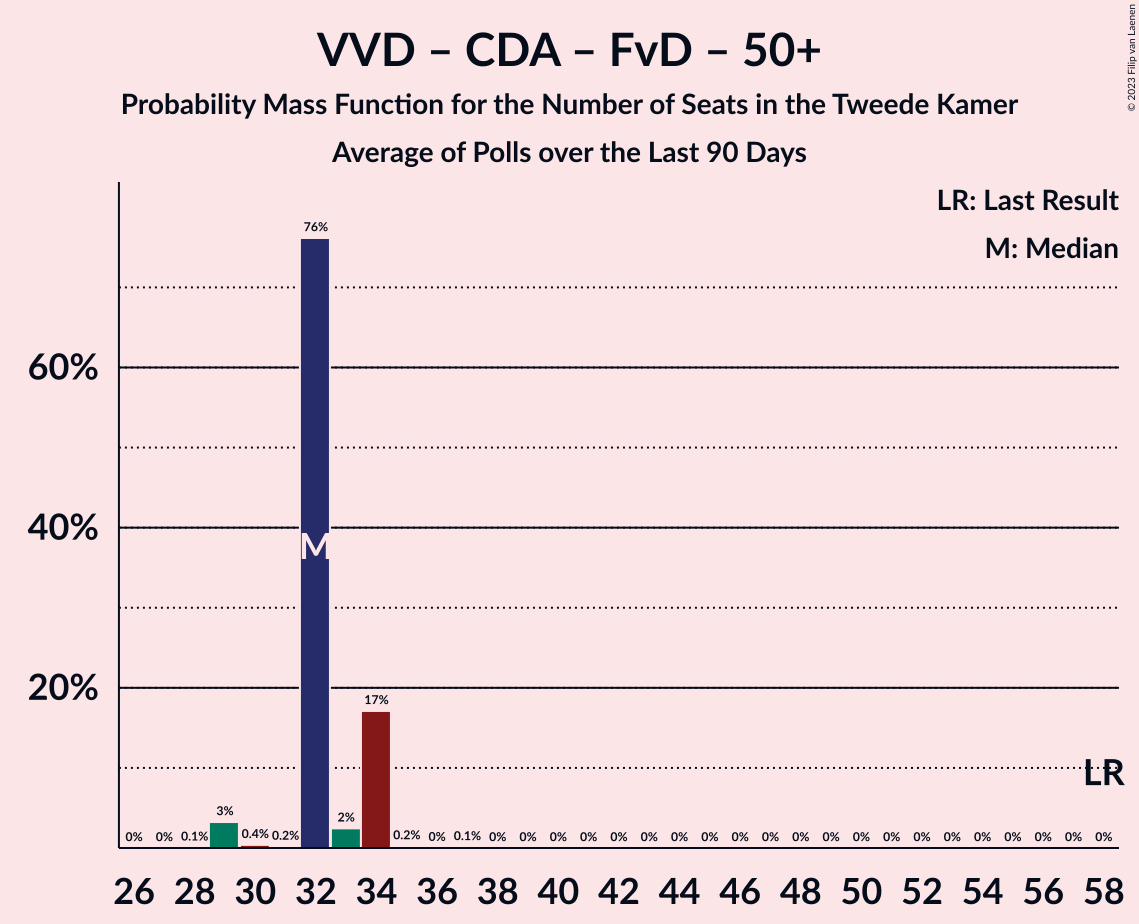 VVD – CDA – FvD – 50+
Probability Mass Function for the Number of Seats in the Tweede Kamer
Average of Polls over the Last 90 Days
© 2023 Filip van Laenen
LR: Last Result
M: Median
60%
40%
20%
0% 0% 0.1% 3% 0.4% 0.2% 76% 2% 17% 0.2% 0% 0.1% 0% 0% 0% 0% 0% 0% 0% 0% 0% 0% 0% 0% 0% 0% 0% 0% 0% 0% 0% 0% 0%
M
LR
26 28 30 32 34 36 38 40 42 44 46 48 50 52 54 56 58